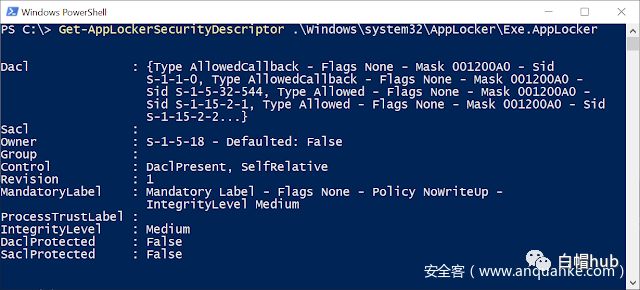 Windows PowerShell
PS C:\> Get-AppLockerSecurityDescriptor .\Windows\system32\AppLocker\Exe.AppLocker
Dacl : {Type AllowedCallback - Flags None - Mask 001200A0 - Sid
S-1-1-0, Type AllowedCallback - Flags None - Mask 001200A0 -
Sid S-1-5-32-544, Type Allowed - Flags None - Mask 001200A0 -
Sid S-1-15-2-1, Type Allowed - Flags None - Mask 001200A0 - Sid
S-1-15-2-2...}
Sacl :
Owner : S-1-5-18 - Defaulted: False
Group :
Control : DaclPresent, SelfRelative
Revision : 1
MandatoryLabel : Mandatory Label - Flags None - Policy NoWriteUp -
IntegrityLevel Medium
ProcessTrustLabel :
IntegrityLevel : Medium
DaclProtected : False
SaclProtected : False
白帽hub
安全客（www.anquanke.com）